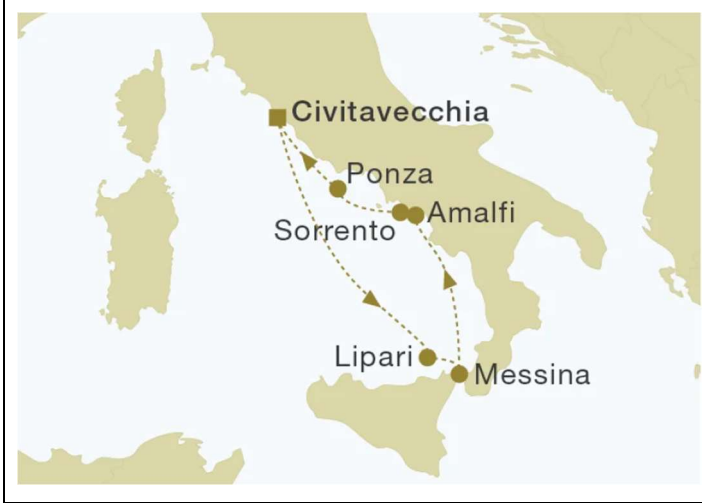 Civitavecchia
Ponza
Amalfi
Sorrento
Lipari
Messina